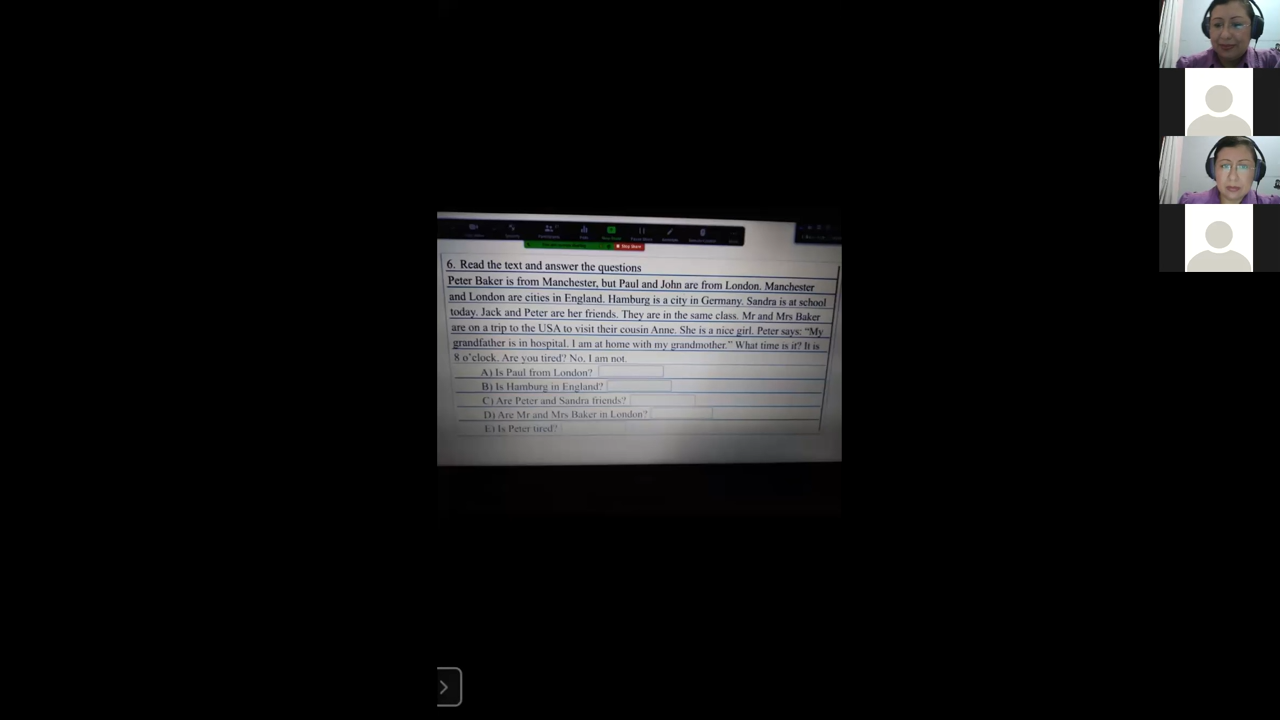 6. Read the text and answer the questions
Peter Baker is from Manchester, but Paul and John are from London. Manchester
and London are cities in England. Hamburg is a city in Germany. Sandra is at school
today. Jack and Peter are her friends. They are in the same class. Mr and Mrs Baker
are on a trip to the USA to visit their cousin Anne. She is a nice girl. Peter says: “My
grandfather is in hospital. I am at home with my grandmother.” What time is it? It is
8 o’clock. Are you tired? No, I am not.
A) Is Paul from London?
B) Is Hamburg in England?
C) Are Peter and Sandra friends?
D) Are Mr and Mrs Baker in London?
E) Is Peter tired?